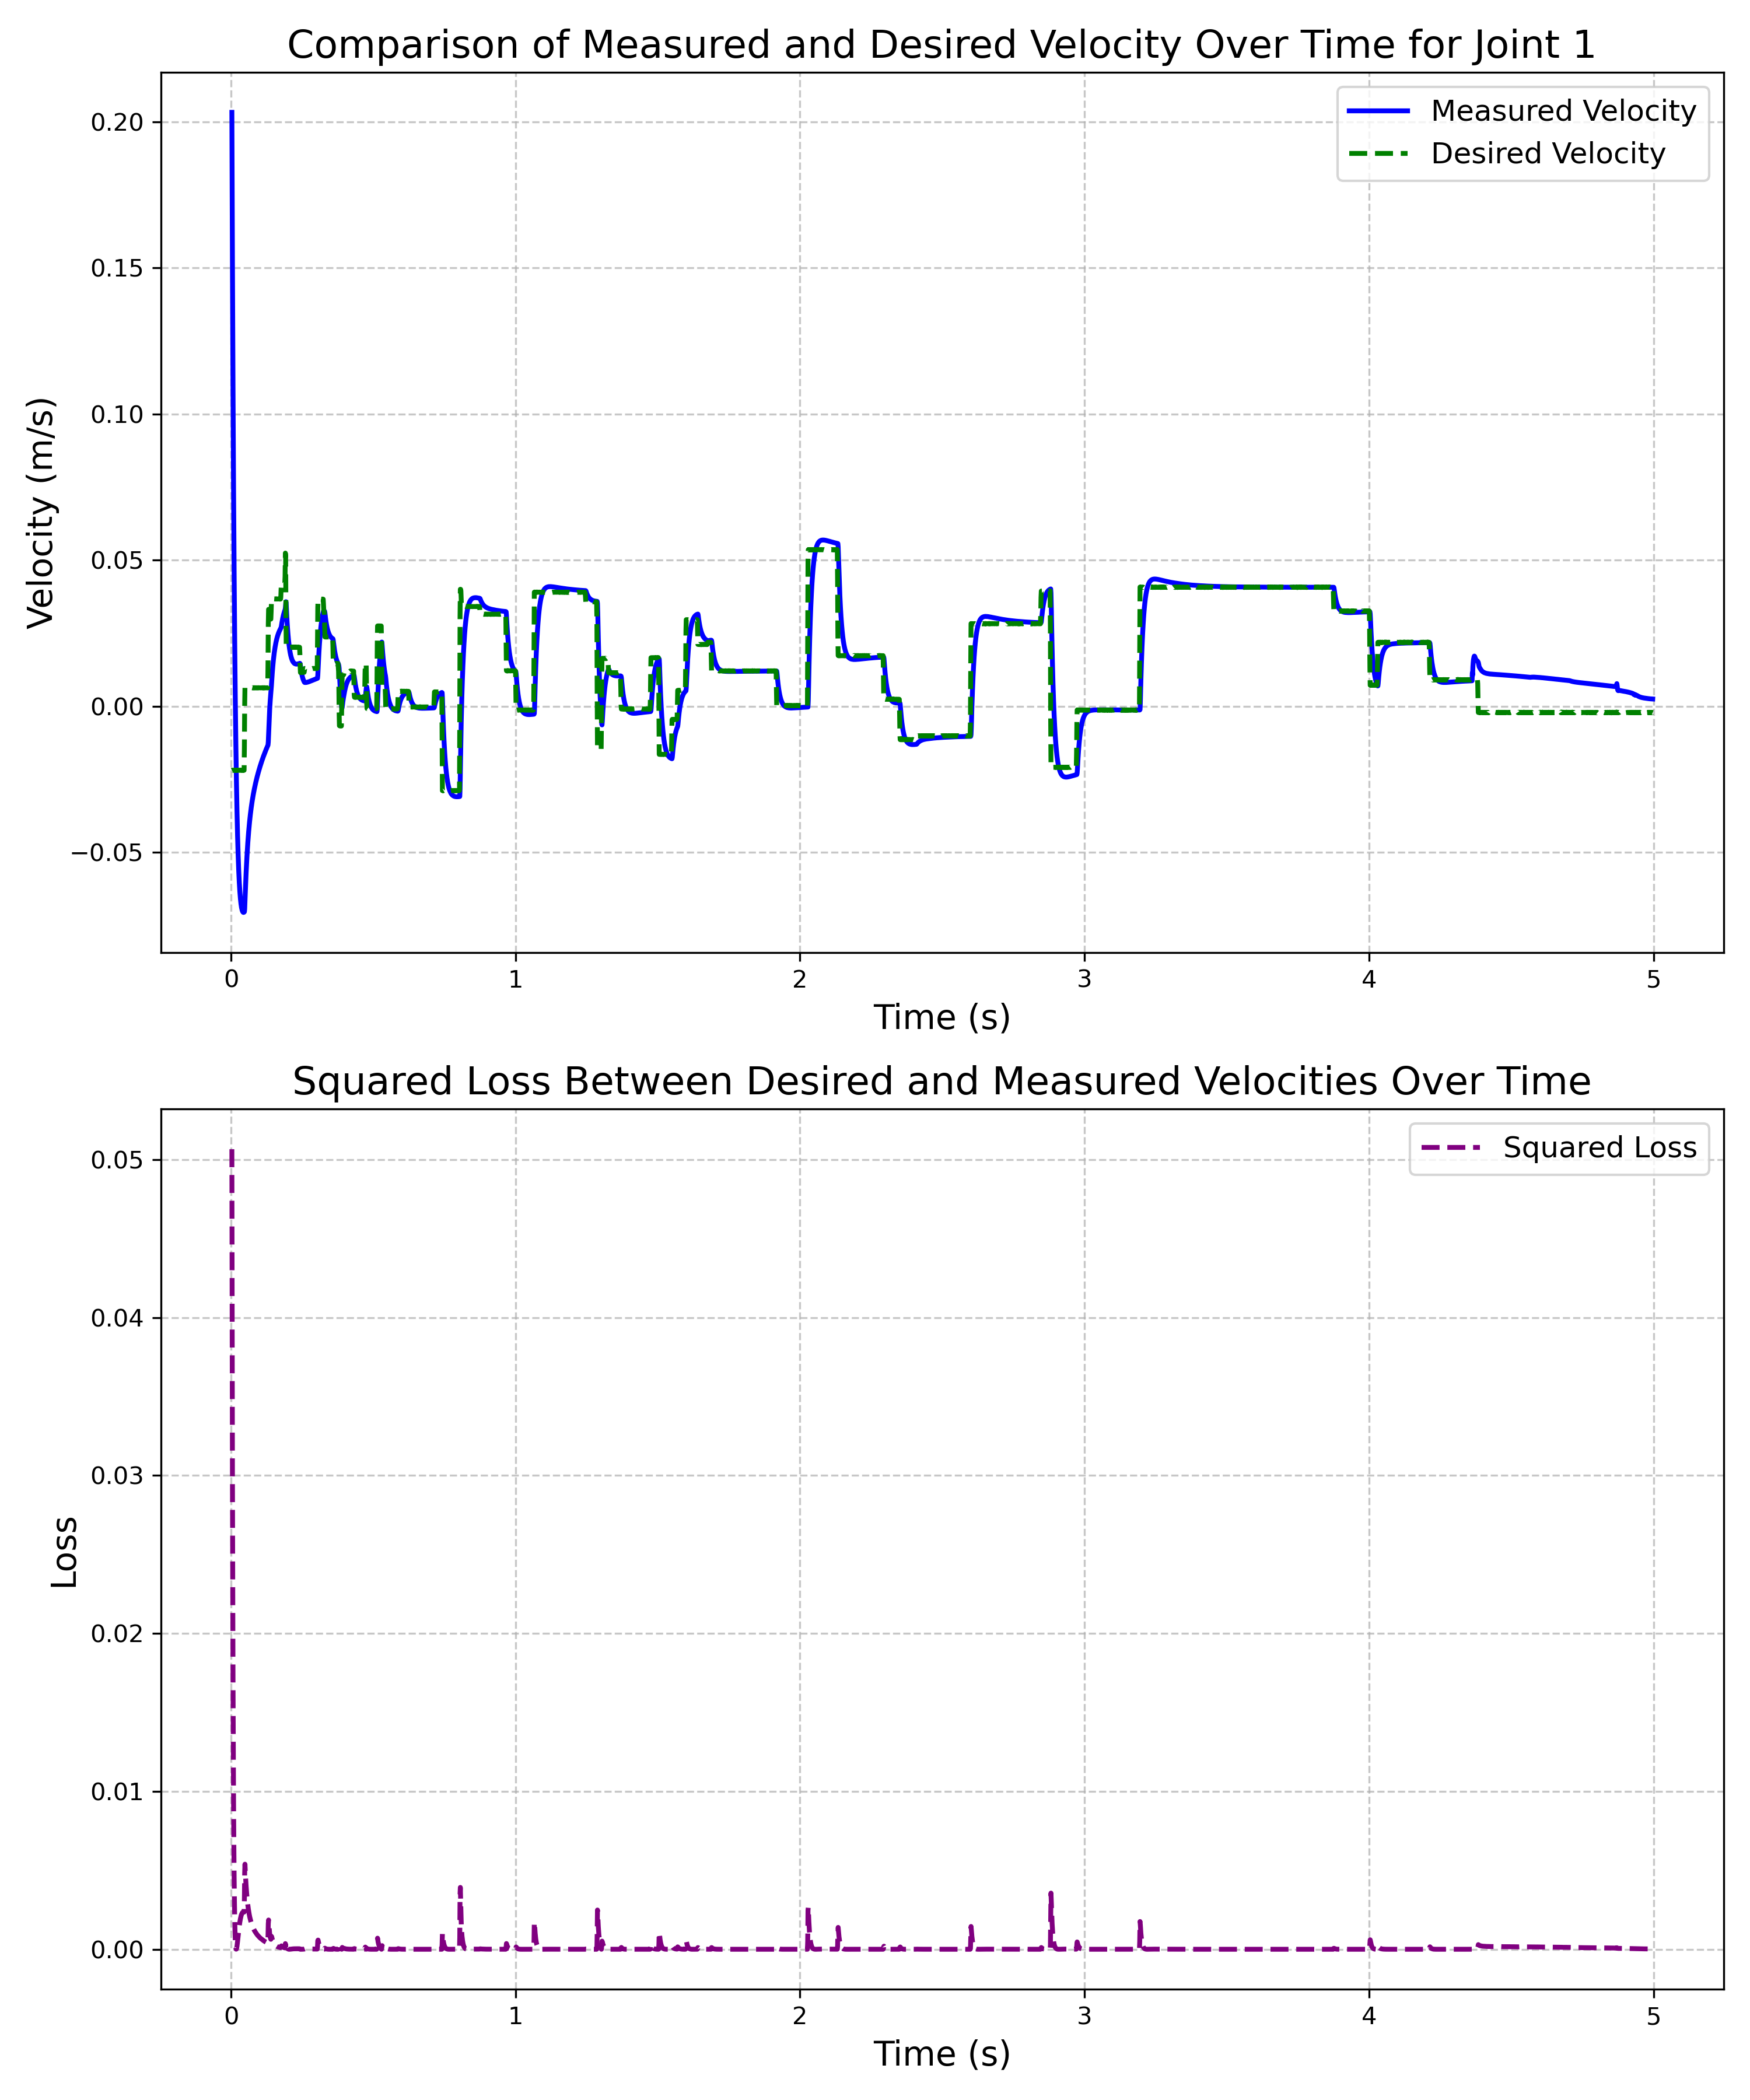 Comparison of Measured and Desired Velocity Over Time for Joint 1
Velocity (m/s)
0.20
0.15
0.10
0.05
0.00
−0.05
Measured Velocity
Desired Velocity
0 1 2 3 4 5
Time (s)
Squared Loss Between Desired and Measured Velocities Over Time
Loss
0.05
0.04
0.03
0.02
0.01
0.00
Squared Loss
0 1 2 3 4 5
Time (s)